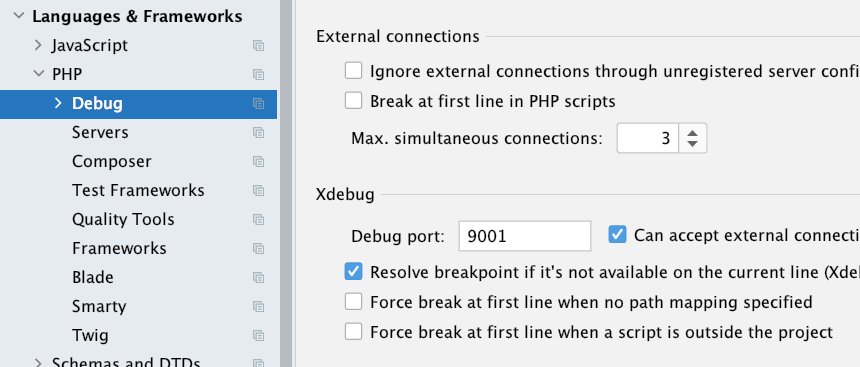 Languages & Frameworks
JavaScript
PHP
Debug
Servers
Composer
Test Frameworks
Quality Tools
Frameworks
Blade
Smarty
Twig
Schemas and DTDs
External connections
Ignore external connections through unregistered server confi
Break at first line in PHP scripts
Max. simultaneous connections: 3
Xdebug
Debug port: 9001 Can accept external connecti
Resolve breakpoint if it's not available on the current line (Xde
Force break at first line when no path mapping specified
Force break at first line when a script is outside the project